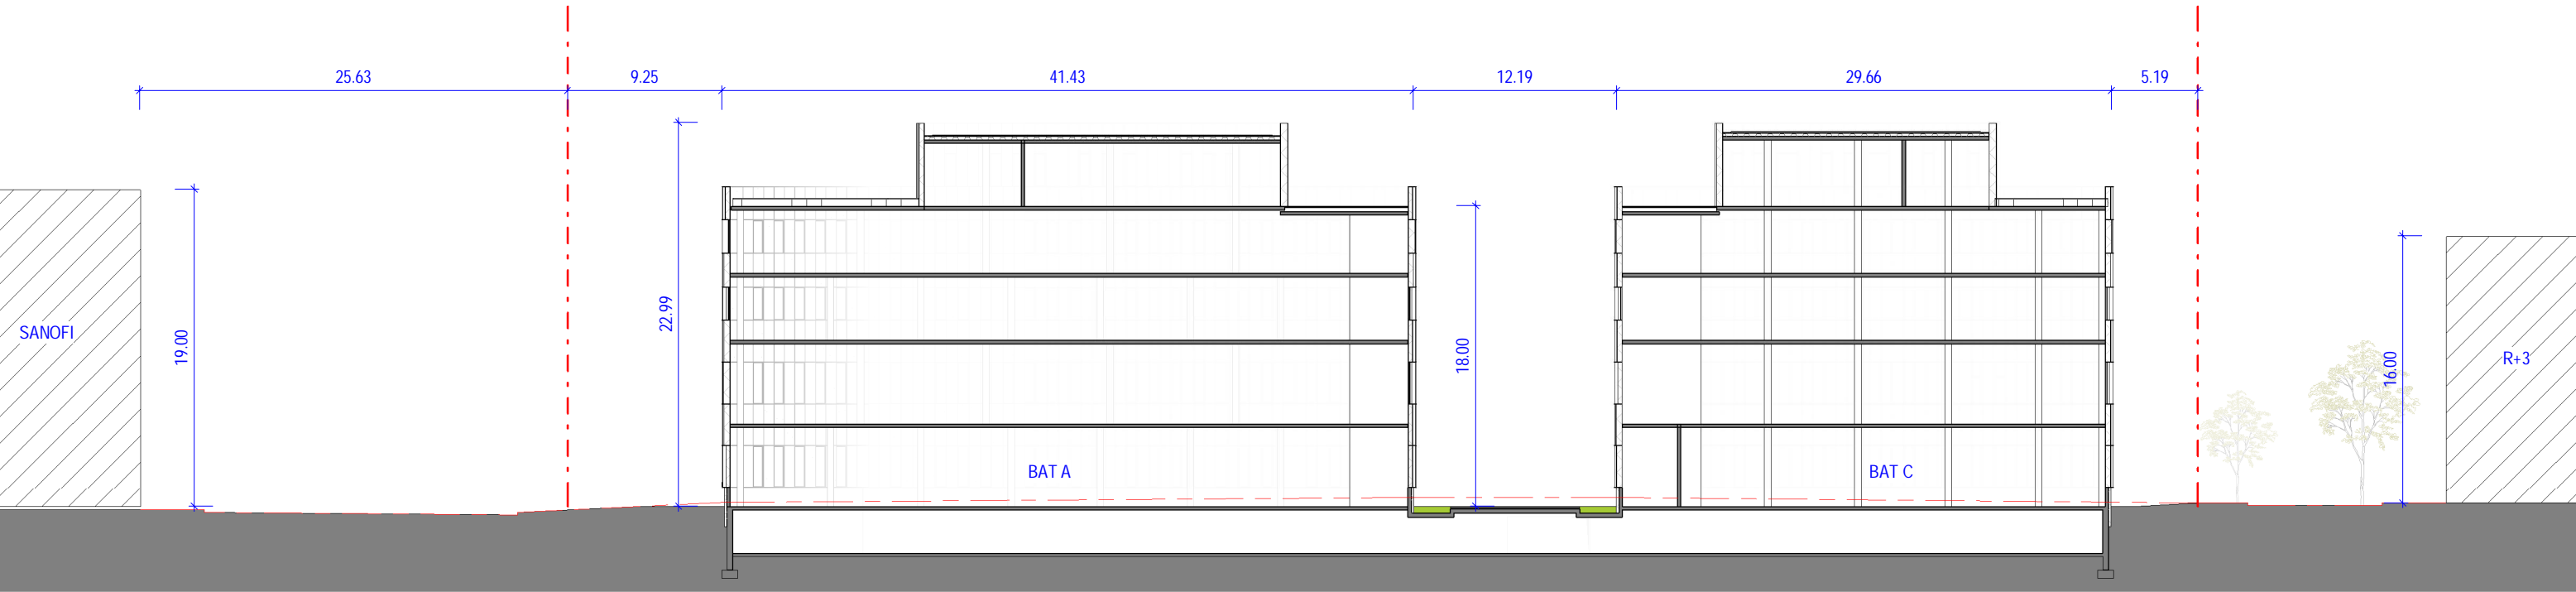 25.63
9.25
41.43
12.19
29.66
5.19
SANOFI
19.00
22.99
BAT A
18.00
BAT C
16.00
R+3